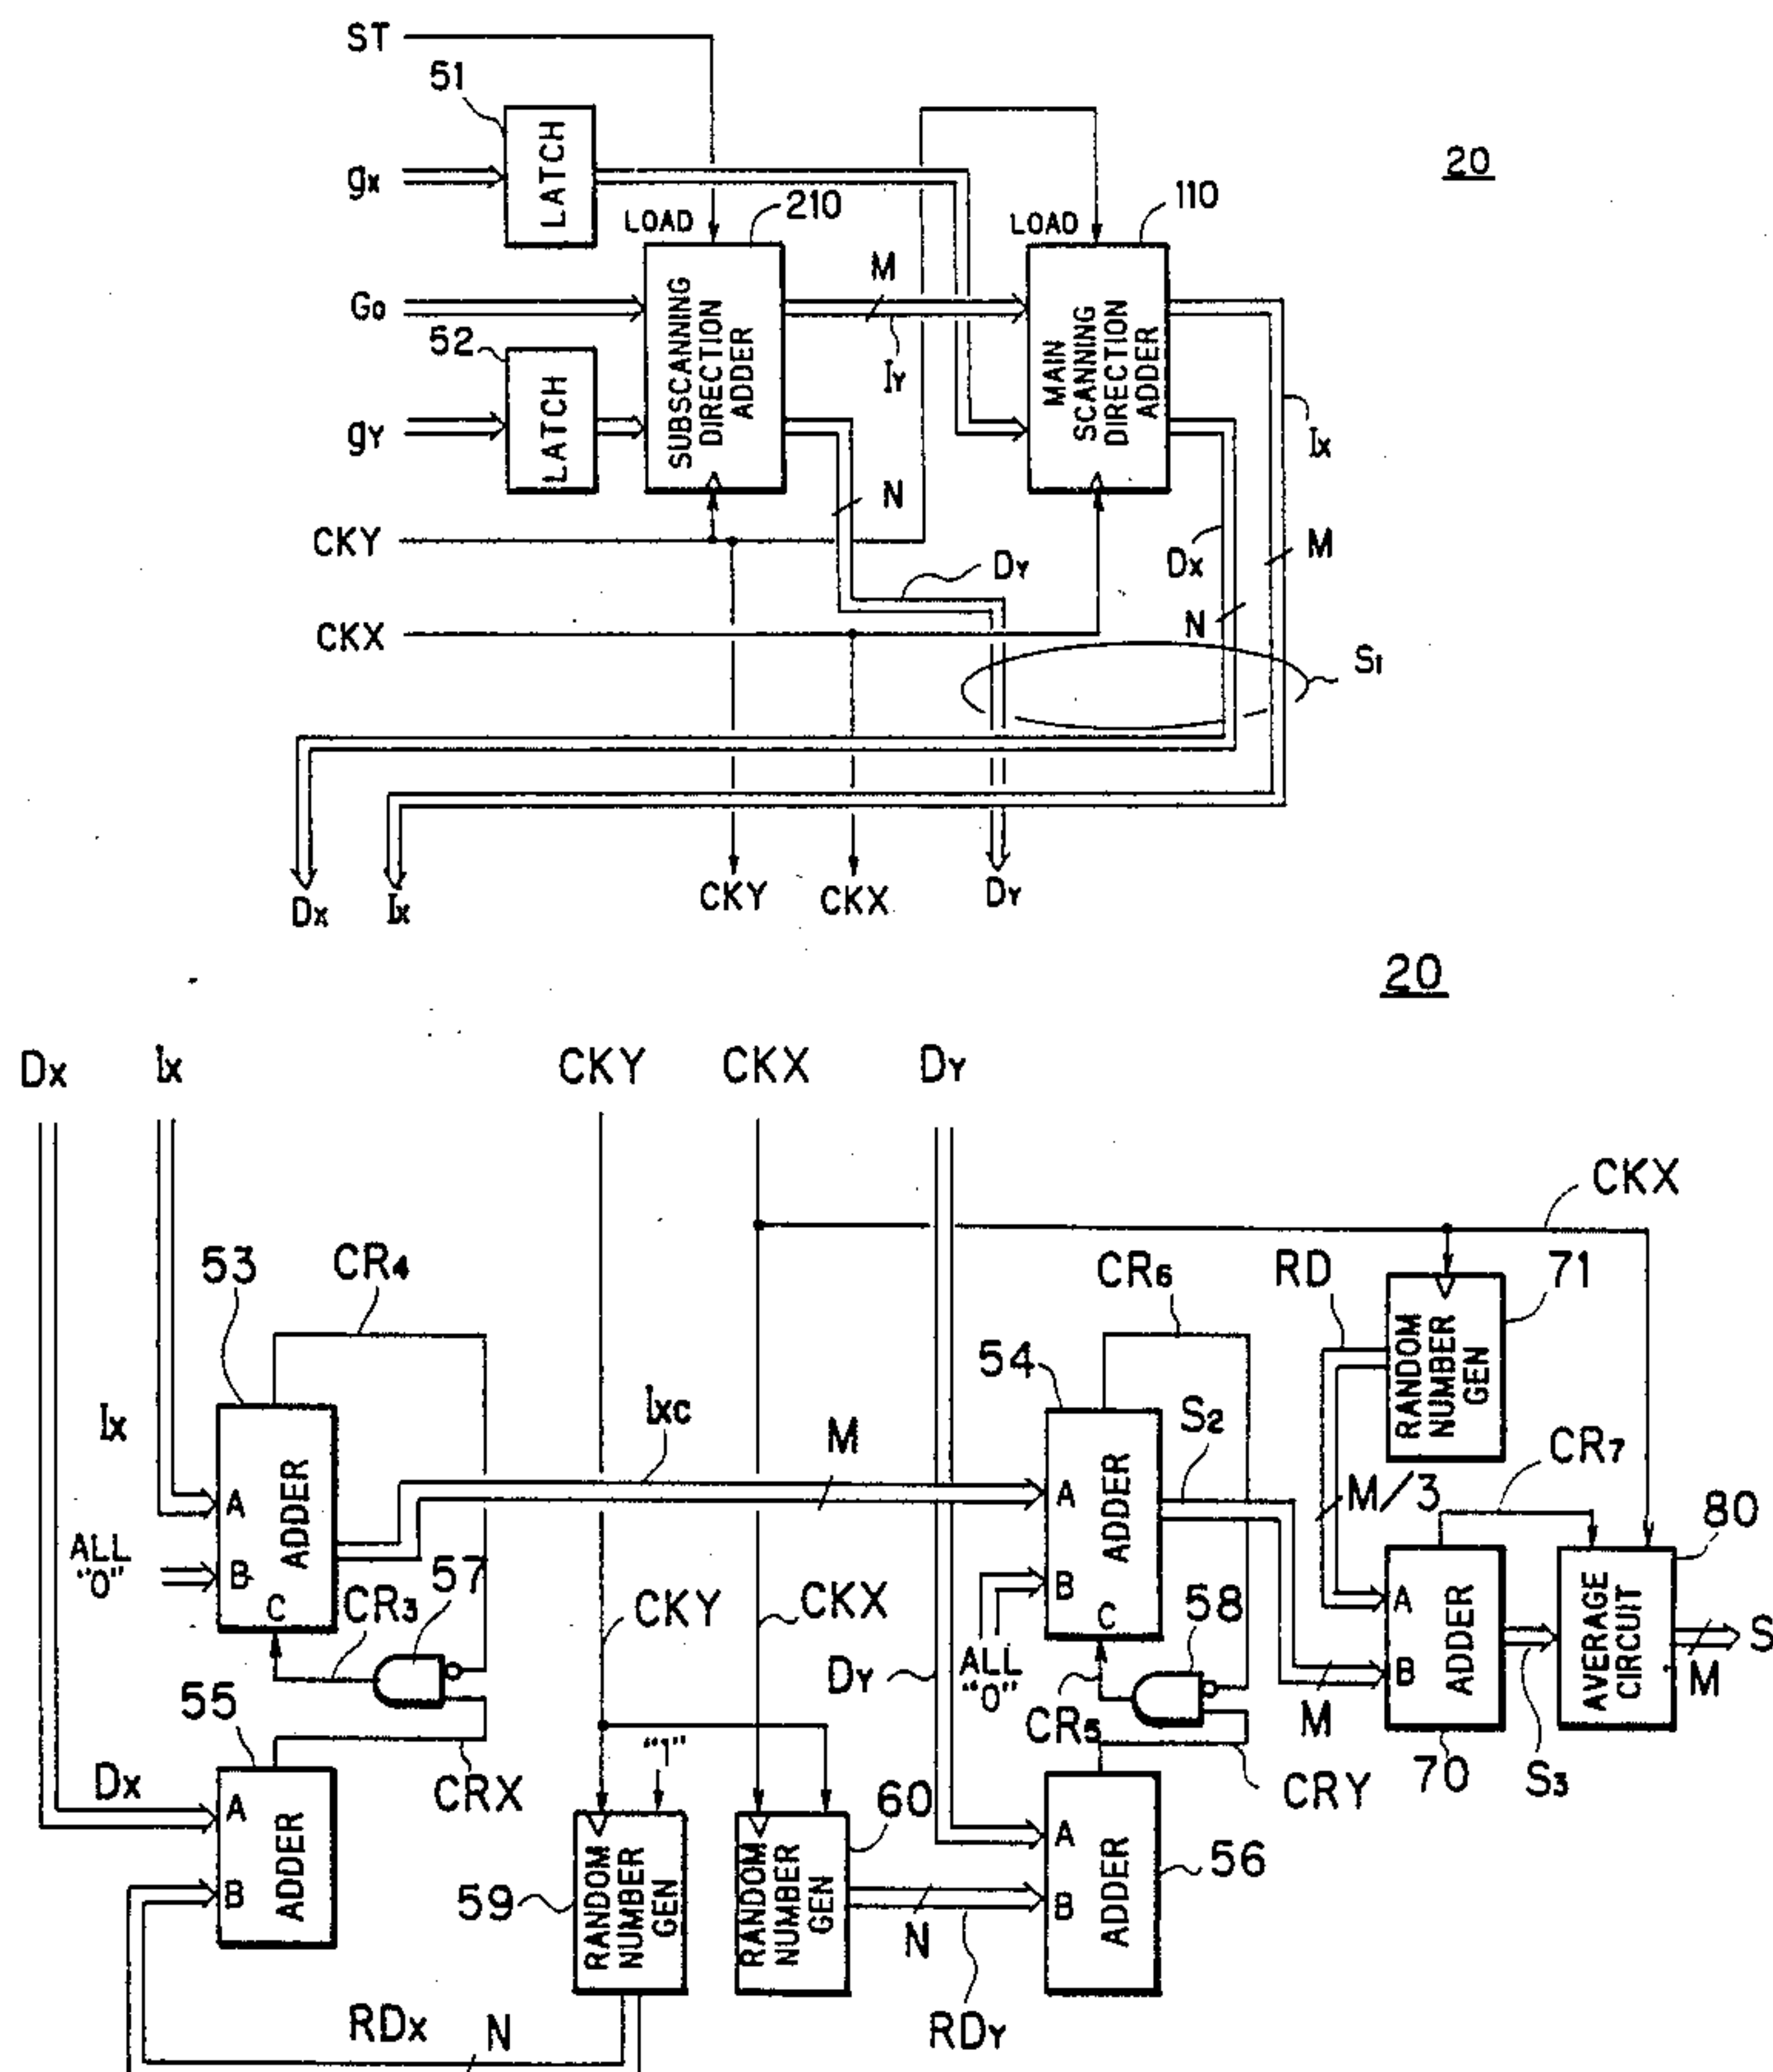 ST
51
LATCH
gx
20
LOAD
210
LOAD
110
G0
M
SUBSCANNING
DIRECTION
ADDER
MAIN
SCANNING
DIRECTION
ADDER
52
IY
LATCH
gY
Ix
N
CKY
M
Dx
DY
N
CKX
S1
Dx
Ix
CKY
CKX
DY
20
Dx
Ix
CKY
CKX
DY
CKX
RD
71
53
CR4
CR6
RANDOM
NUMBER
GEN
54
Ix
Ixc
M
S2
CR7
A
ADDER
A
ADDER
M/3
80
ALL
"0"
B
C
CR3
57
CKY
CKX
B
C
58
A
ADDER
AVERAGE
CIRCUIT
S
DY
ALL
"0"
B
M
M
55
CR5
"1"
70
S3
Dx
CRX
CRY
A
ADDER
60
A
ADDER
56
B
59
RANDOM
NUMBER
GEN
RANDOM
NUMBER
GEN
N
B
RDx
N
RDY